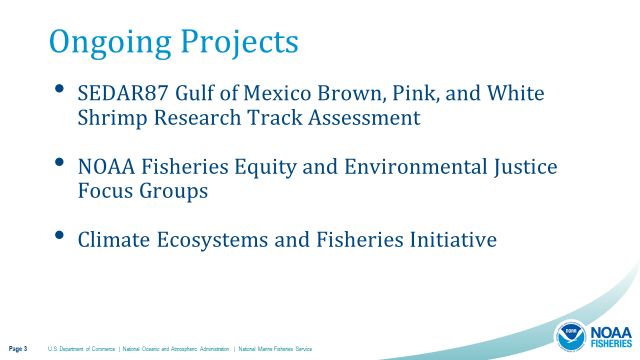 Ongoing Projects
• SEDAR87 Gulf of Mexico Brown, Pink, and White
Shrimp Research Track Assessment
• NOAA Fisheries Equity and Environmental Justice
Focus Groups
• Climate Ecosystems and Fisheries Initiative
NOAA
NOAA
FISHERIES
Page 3
U.S. Department of Commerce | National Oceanic and Atmospheric Administration | National Marine Fisheries Service